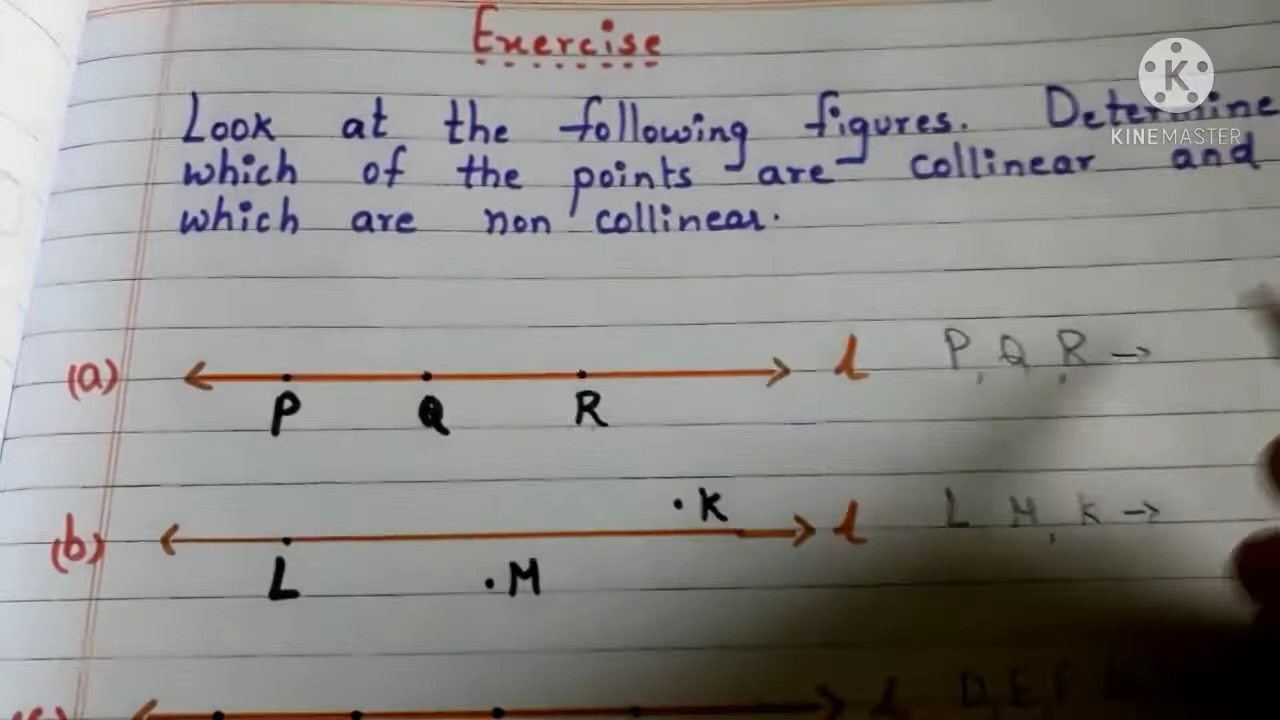 Exercise
K
KINEMASTER
Look at the following figures. Determine
which of the points are collinear and
which are non collinear.
(a) l P, Q, R →
P Q R
.K
(b) l L M, K →
L .M
(c) l D E F